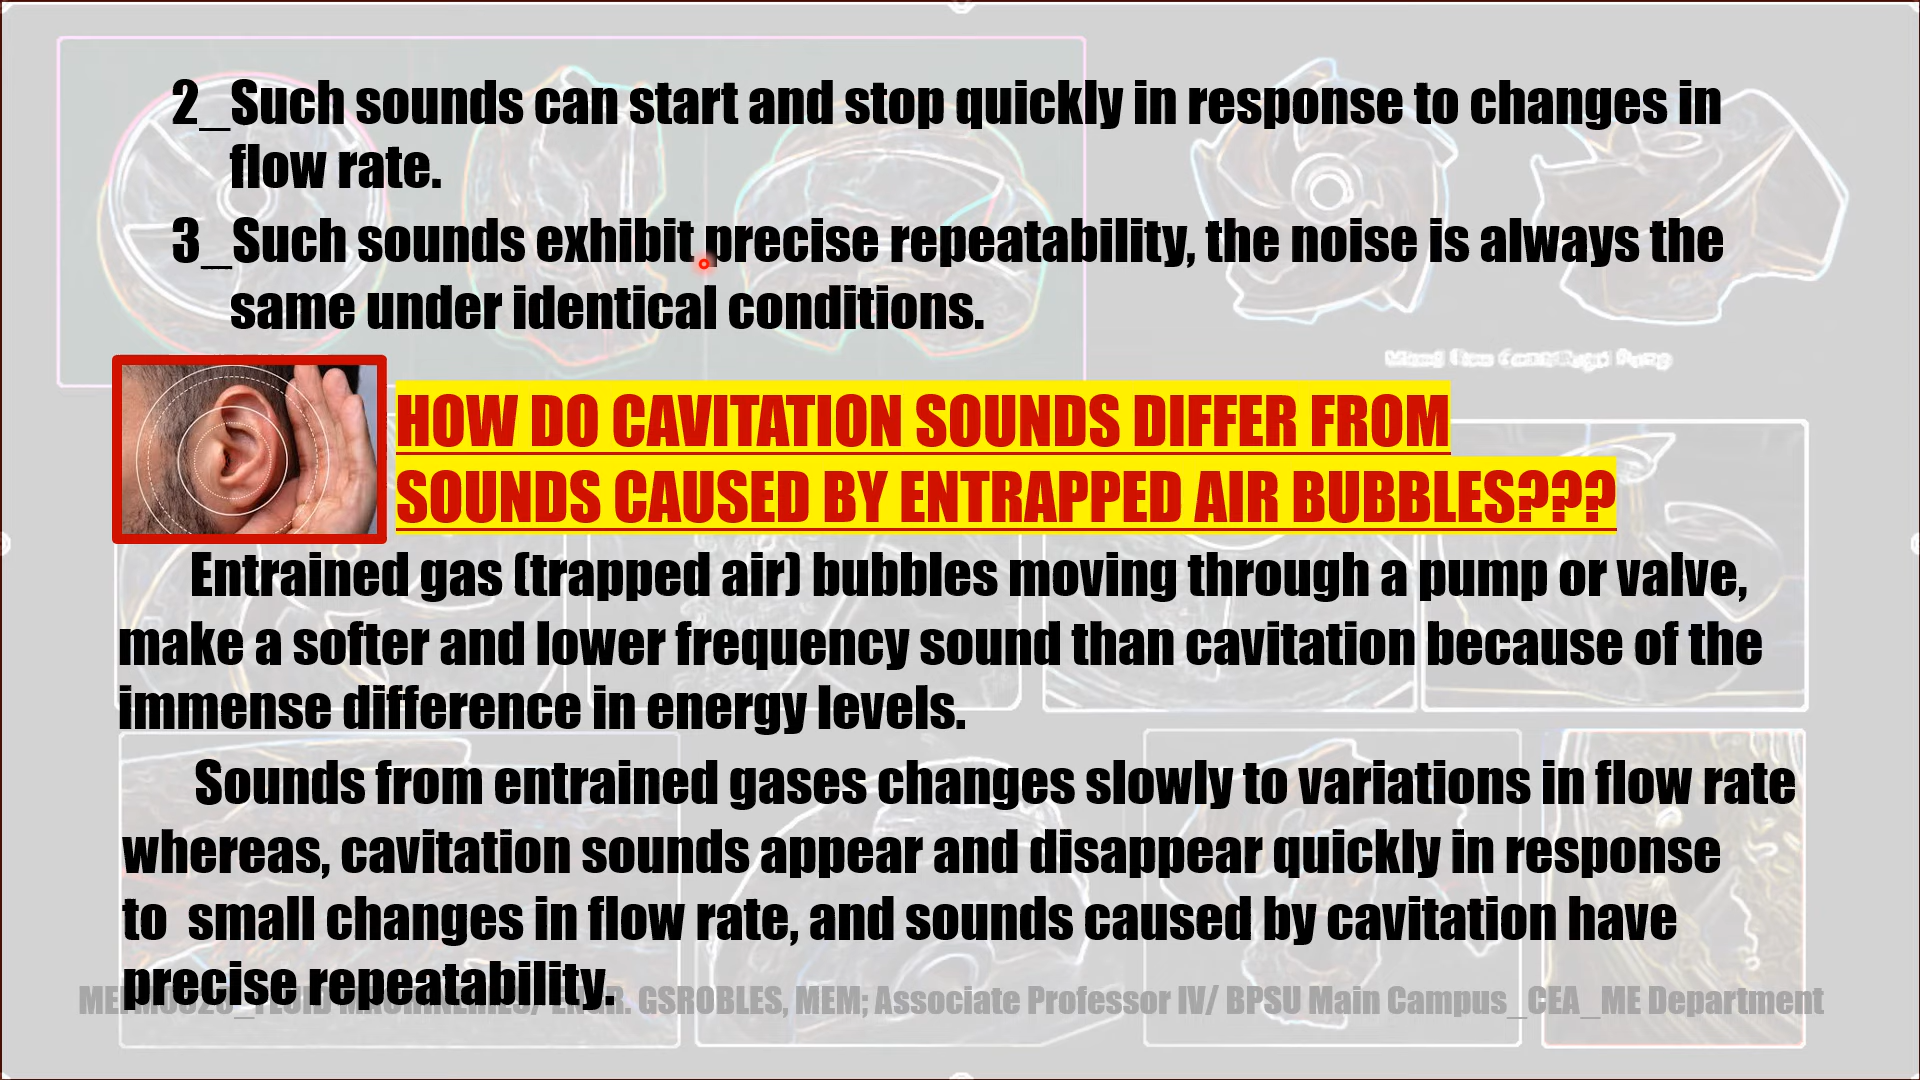 2_Such sounds can start and stop quickly in response to changes in
flow rate.
3_Such sounds exhibit precise repeatability, the noise is always the
same under identical conditions.
HOW DO CAVITATION SOUNDS DIFFER FROM
SOUNDS CAUSED BY ENTRAPPED AIR BUBBLES???
Entrained gas (trapped air) bubbles moving through a pump or valve,
make a softer and lower frequency sound than cavitation because of the
immense difference in energy levels.
Sounds from entrained gases changes slowly to variations in flow rate
whereas, cavitation sounds appear and disappear quickly in response
to small changes in flow rate, and sounds caused by cavitation have
precise repeatability.
GSROBLES, MEM; Associate Professor IV/ BPSU Main Campus_CEA_ME Department